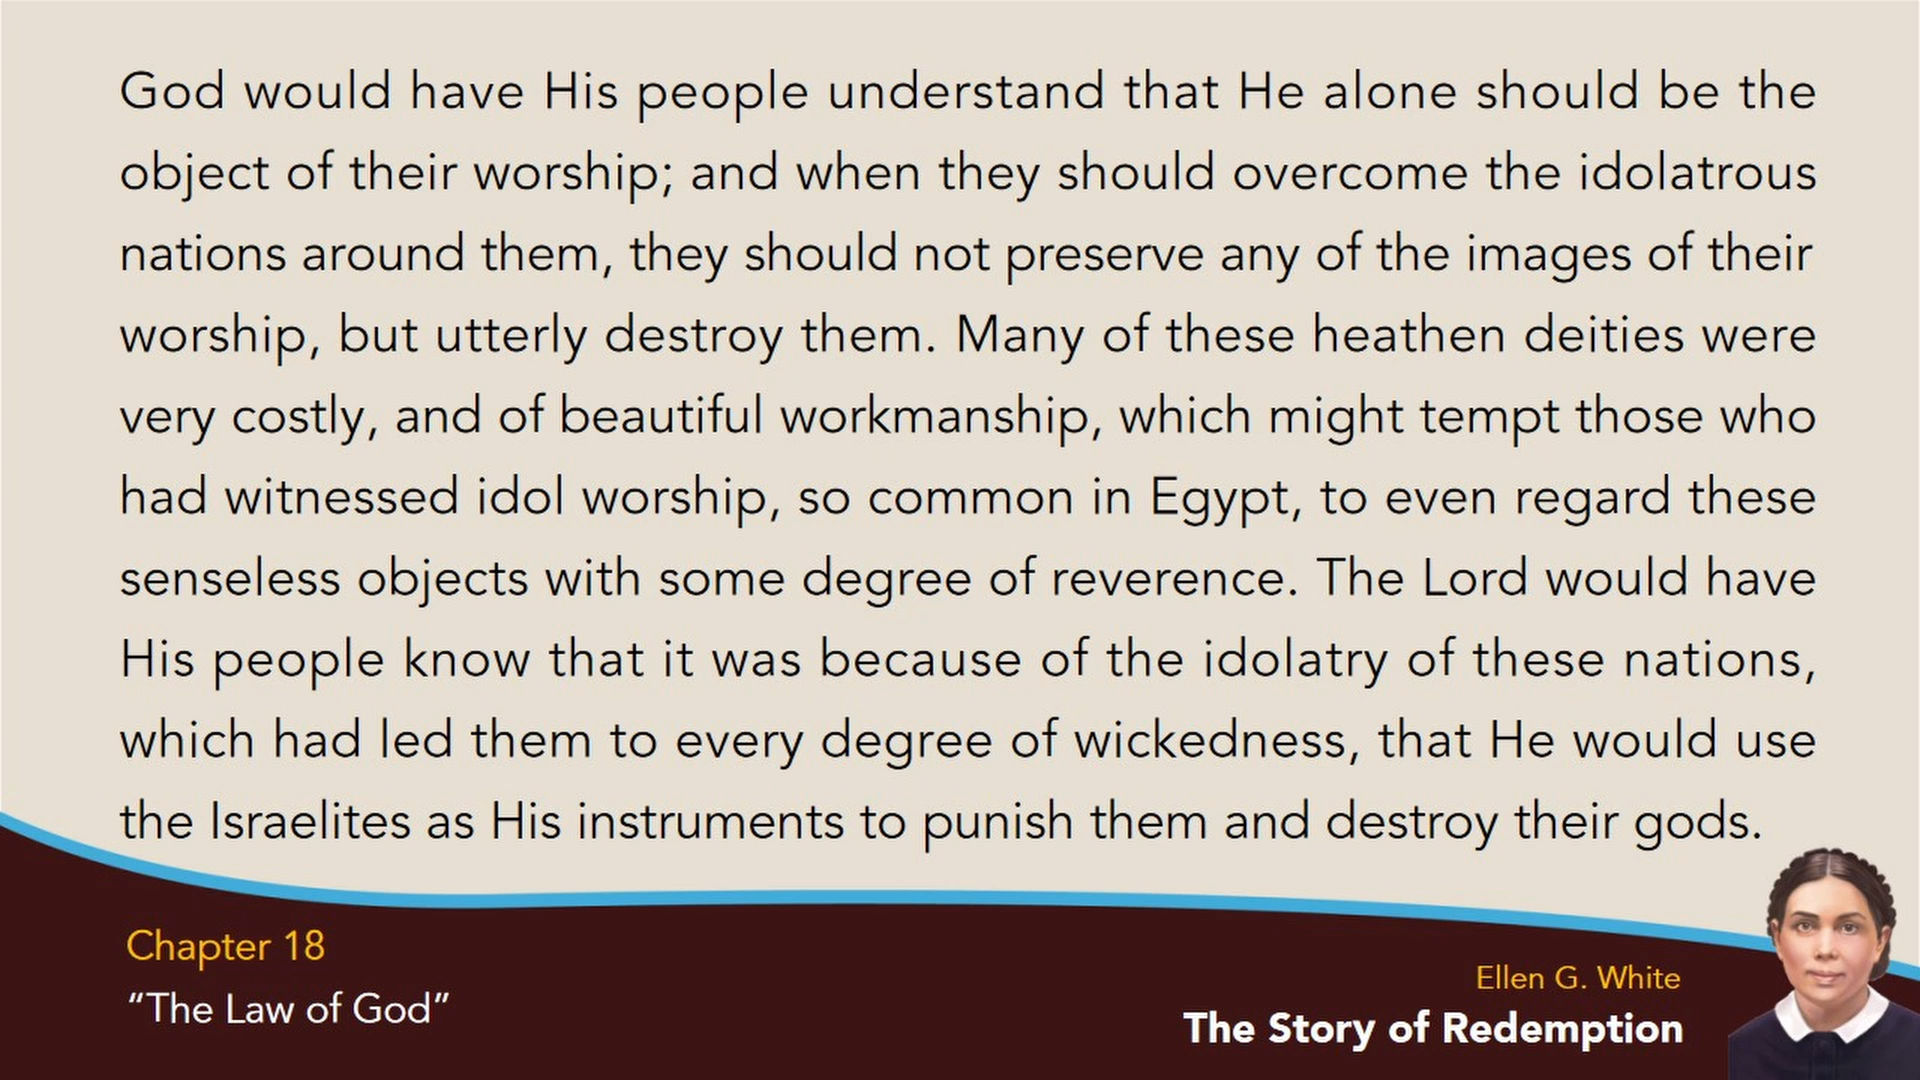 God would have His people understand that He alone should be the
object of their worship; and when they should overcome the idolatrous
nations around them, they should not preserve any of the images of their
worship, but utterly destroy them. Many of these heathen deities were
very costly, and of beautiful workmanship, which might tempt those who
had witnessed idol worship, so common in Egypt, to even regard these
senseless objects with some degree of reverence. The Lord would have
His people know that it was because of the idolatry of these nations,
which had led them to every degree of wickedness, that He would use
the Israelites as His instruments to punish them and destroy their gods.
Chapter 18
“The Law of God”
Ellen G. White
The Story of Redemption